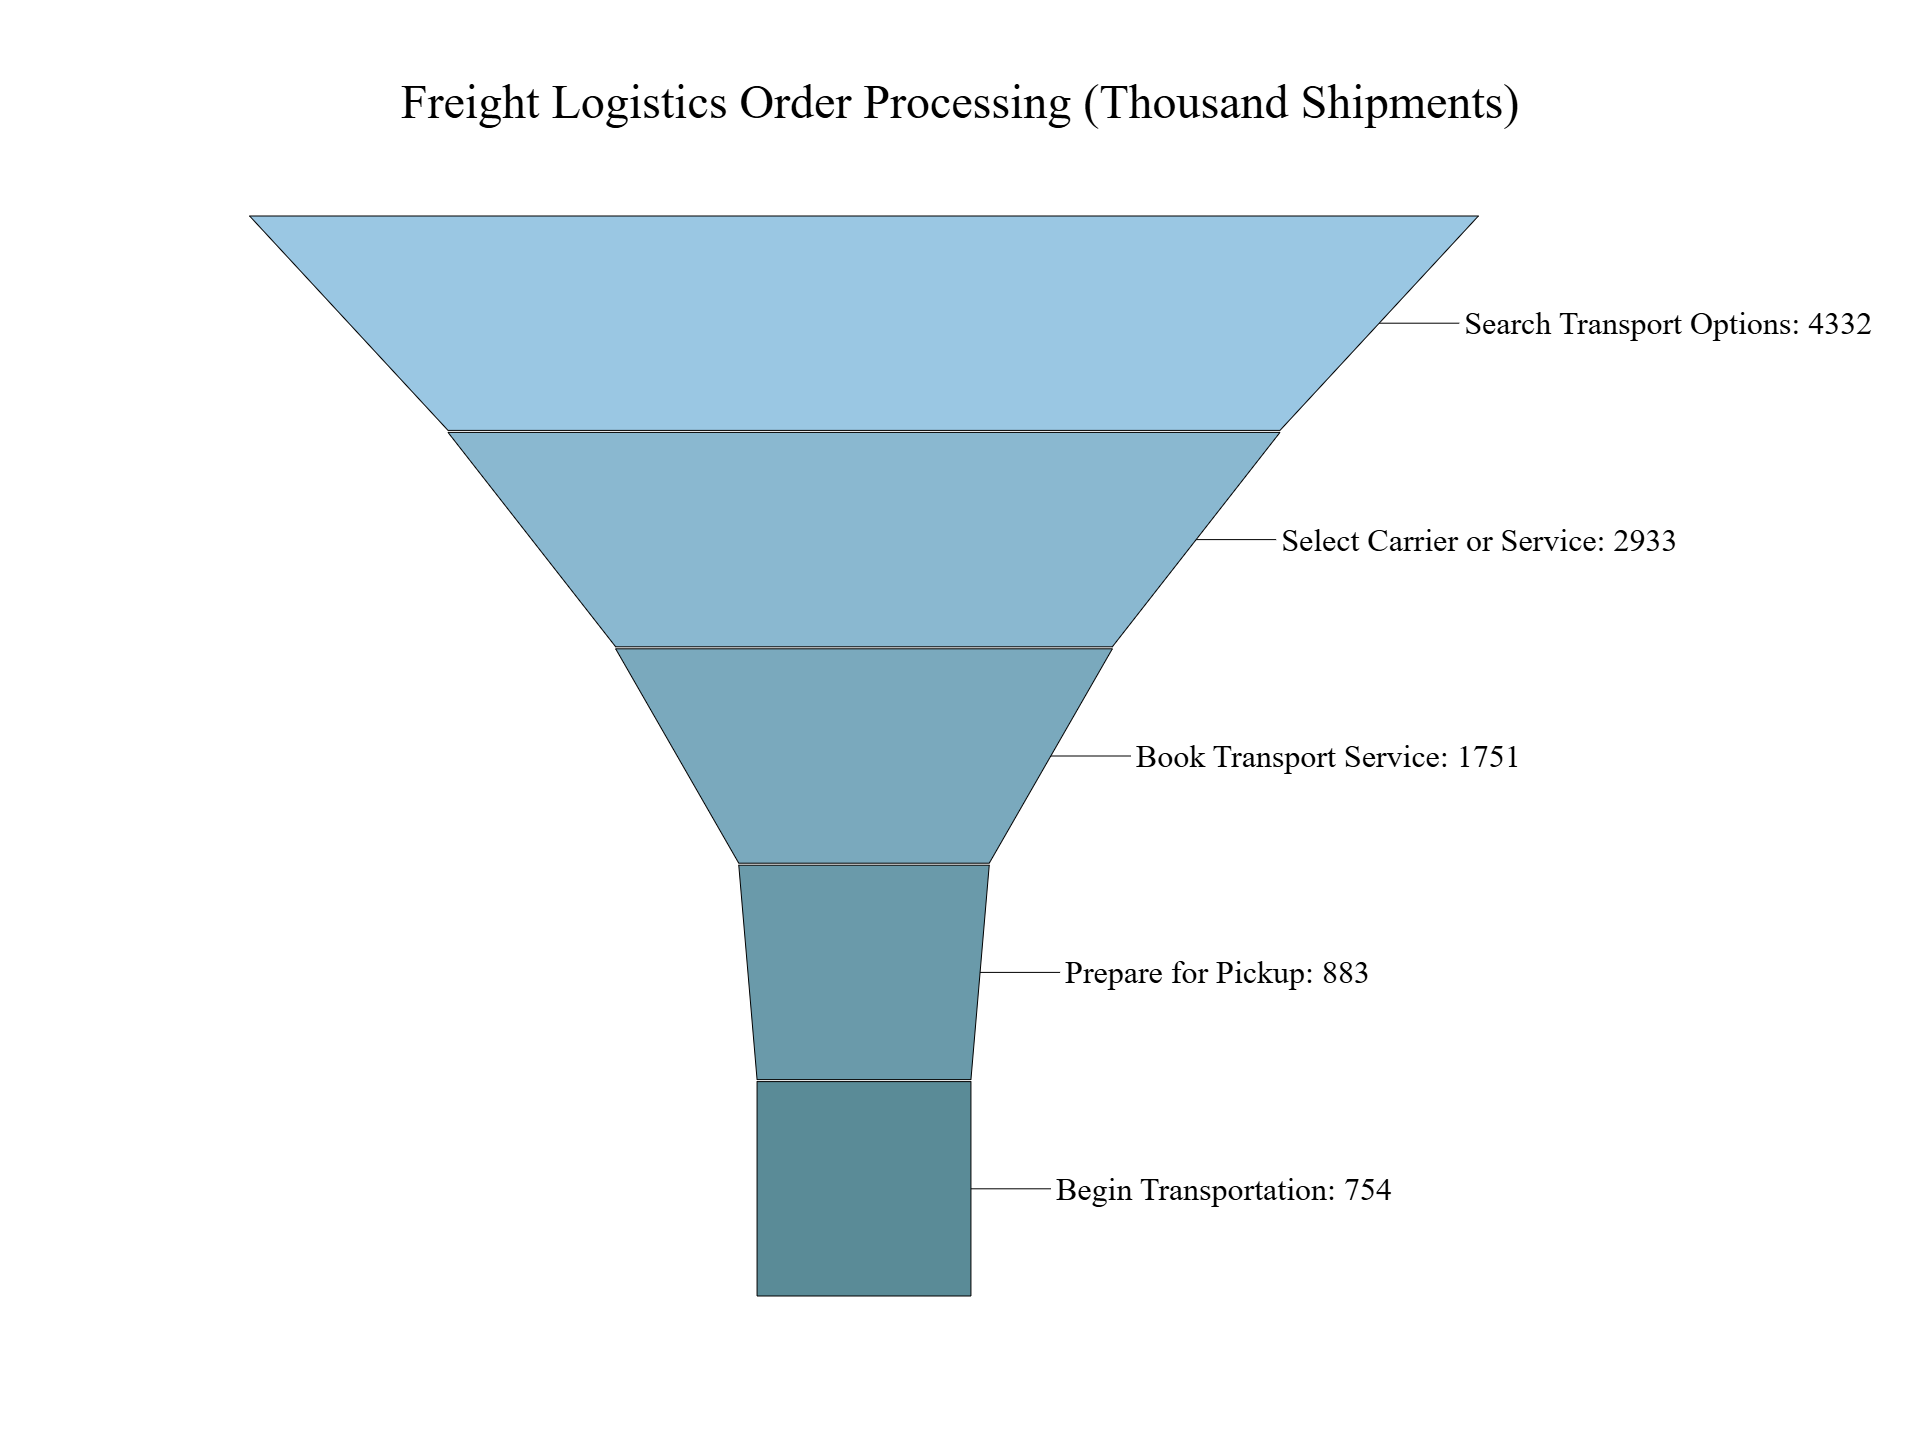 Freight Logistics Order Processing (Thousand Shipments)
Search Transport Options: 4332
Select Carrier or Service: 2933
Book Transport Service: 1751
Prepare for Pickup: 883
Begin Transportation: 754